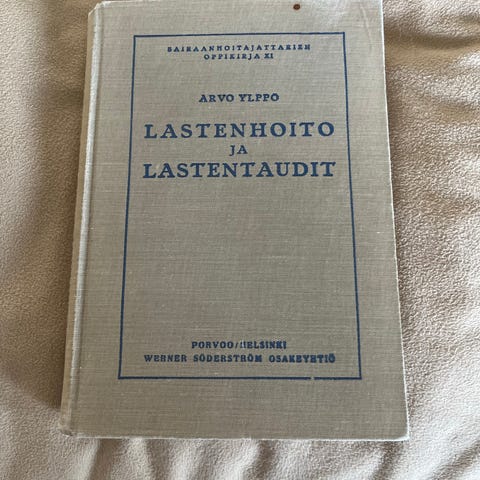 SAIRAANHOITAJATTARIEN
OPPIKIRJA XI
ARVO YLPPÖ
LASTENHOITO
JA
LASTENTAUDIT
PORVOO/HELSINKI
WERNER SÖDERSTRÖM OSAKEYHTIÖ